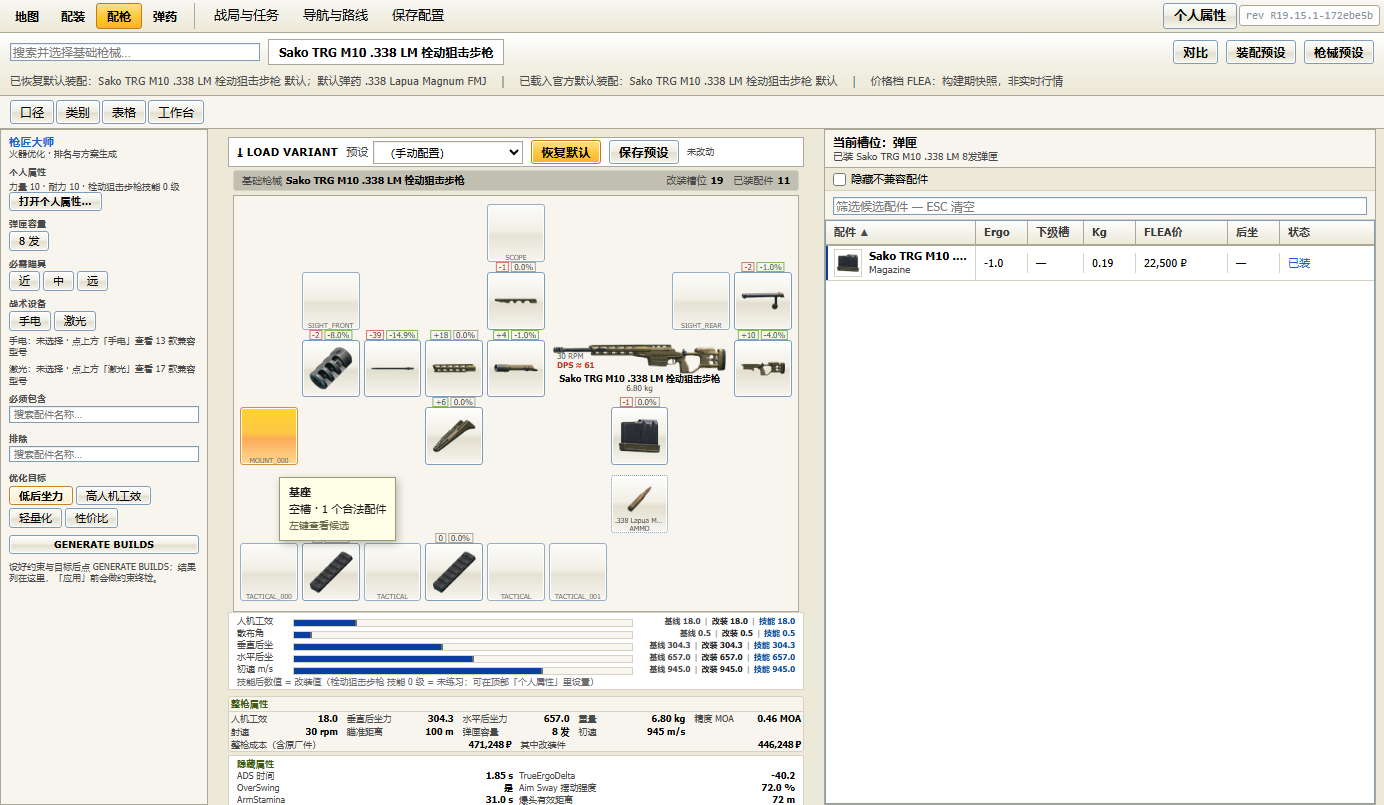 地图 配装 配枪 弹药 战局与任务 导航与路线 保存配置 个人属性 rev R19.15.1-172ebe5b
搜索并选择基础枪械… Sako TRG M10 .338 LM 栓动狙击步枪 对比 装配预设 枪械预设
已恢复默认装配：Sako TRG M10 .338 LM 栓动狙击步枪 默认；默认弹药 .338 Lapua Magnum FMJ | 已载入官方默认装配：Sako TRG M10 .338 LM 栓动狙击步枪 默认 | 价格档 FLEA：构建期快照，非实时行情
口径 类别 表格 工作台
枪匠大师
火器优化 · 排名与方案生成
个人属性
力量 10 · 耐力 10 · 栓动狙击步枪技能 0 级
打开个人属性…
弹匣容量
8 发
必需瞄具
近 中 远
战术设备
手电 激光
手电：未选择 · 点上方「手电」查看 13 款兼容
型号
激光：未选择 · 点上方「激光」查看 17 款兼容
型号
必须包含
搜索配件名称…
排除
搜索配件名称…
优化目标
低后坐力 高人机工效
轻量化 性价比
GENERATE BUILDS
设好约束与目标后点 GENERATE BUILDS；结果
列在这里，「应用」前会做约束终检。
⤓ LOAD VARIANT 预设 (手动配置) 恢复默认 保存预设 未改动
基础枪械 Sako TRG M10 .338 LM 栓动狙击步枪 改装槽位 19 已装配件 11
SCOPE
-1 0.0% -2 -1.0%
SIGHT_FRONT SIGHT_REAR
-2 -8.0% -39 -14.9% +18 0.0% +4 -1.0% +10 -4.0%
30 RPM
DPS ≈ 61
Sako TRG M10 .338 LM 栓动狙击步枪
6.80 kg
+6 0.0% -1 0.0%
MOUNT_000
基座
空槽 · 1 个合法配件
左键查看候选
.338 Lapua M…
AMMO
0 0.0%
TACTICAL_000 TACTICAL TACTICAL TACTICAL_001
人机工效 基线 18.0 | 改装 18.0 | 技能 18.0
散布角 基线 0.5 | 改装 0.5 | 技能 0.5
垂直后坐 基线 304.3 | 改装 304.3 | 技能 304.3
水平后坐 基线 657.0 | 改装 657.0 | 技能 657.0
初速 m/s 基线 945.0 | 改装 945.0 | 技能 945.0
技能后数值 = 改装值（栓动狙击步枪 技能 0 级 = 未练习；可在顶部「个人属性」里设置）
整枪属性
人机工效 18.0 垂直后坐力 304.3 水平后坐力 657.0 重量 6.80 kg 精度 MOA 0.46 MOA
射速 30 rpm 瞄准距离 100 m 弹匣容量 8 发 初速 945 m/s
整枪成本（含原厂件） 471,248 ₽ 其中改装件 446,248 ₽
隐藏属性
ADS 时间 1.85 s TrueErgoDelta -40.2
OverSwing 是 Aim Sway 摆动强度 72.0 %
ArmStamina 31.0 s 爆头有效距离 72 m
当前槽位：弹匣
已装 Sako TRG M10 .338 LM 8发弹匣
隐藏不兼容配件
筛选候选配件 — ESC 清空
配件 ▲ Ergo 下级槽 Kg FLEA价 后坐 状态
Sako TRG M10 .… -1.0 — 0.19 22,500 ₽ — 已装
Magazine